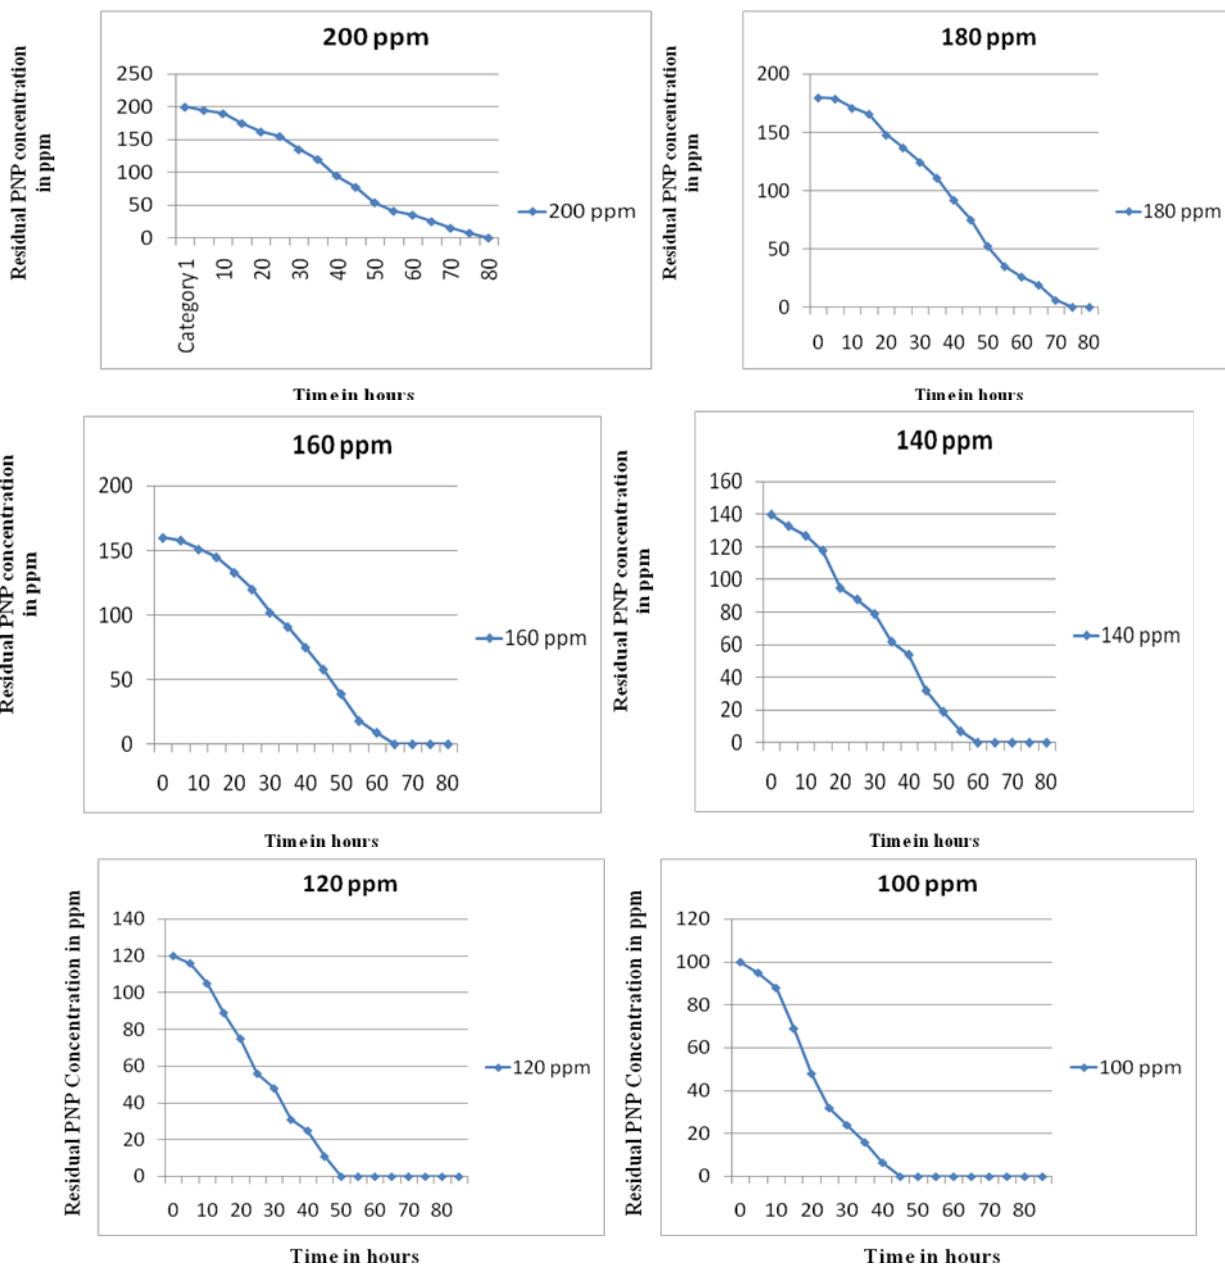 200 ppm
Residual PNP concentration
in ppm
250
200
150
100
50
0
Category 1
10
20
30
40
50
60
70
80
200 ppm
Time in hours
180 ppm
Residual PNP concentration
in ppm
200
150
100
50
0
0 10 20 30 40 50 60 70 80
180 ppm
Time in hours
160 ppm
Residual PNP concentration
in ppm
200
150
100
50
0
0 10 20 30 40 50 60 70 80
160 ppm
Time in hours
140 ppm
Residual PNP concentration
in ppm
160
140
120
100
80
60
40
20
0
0 10 20 30 40 50 60 70 80
140 ppm
Time in hours
120 ppm
Residual PNP Concentration in ppm
140
120
100
80
60
40
20
0
0 10 20 30 40 50 60 70 80
120 ppm
Time in hours
100 ppm
Residual PNP Concentration in ppm
120
100
80
60
40
20
0
0 10 20 30 40 50 60 70 80
100 ppm
Time in hours